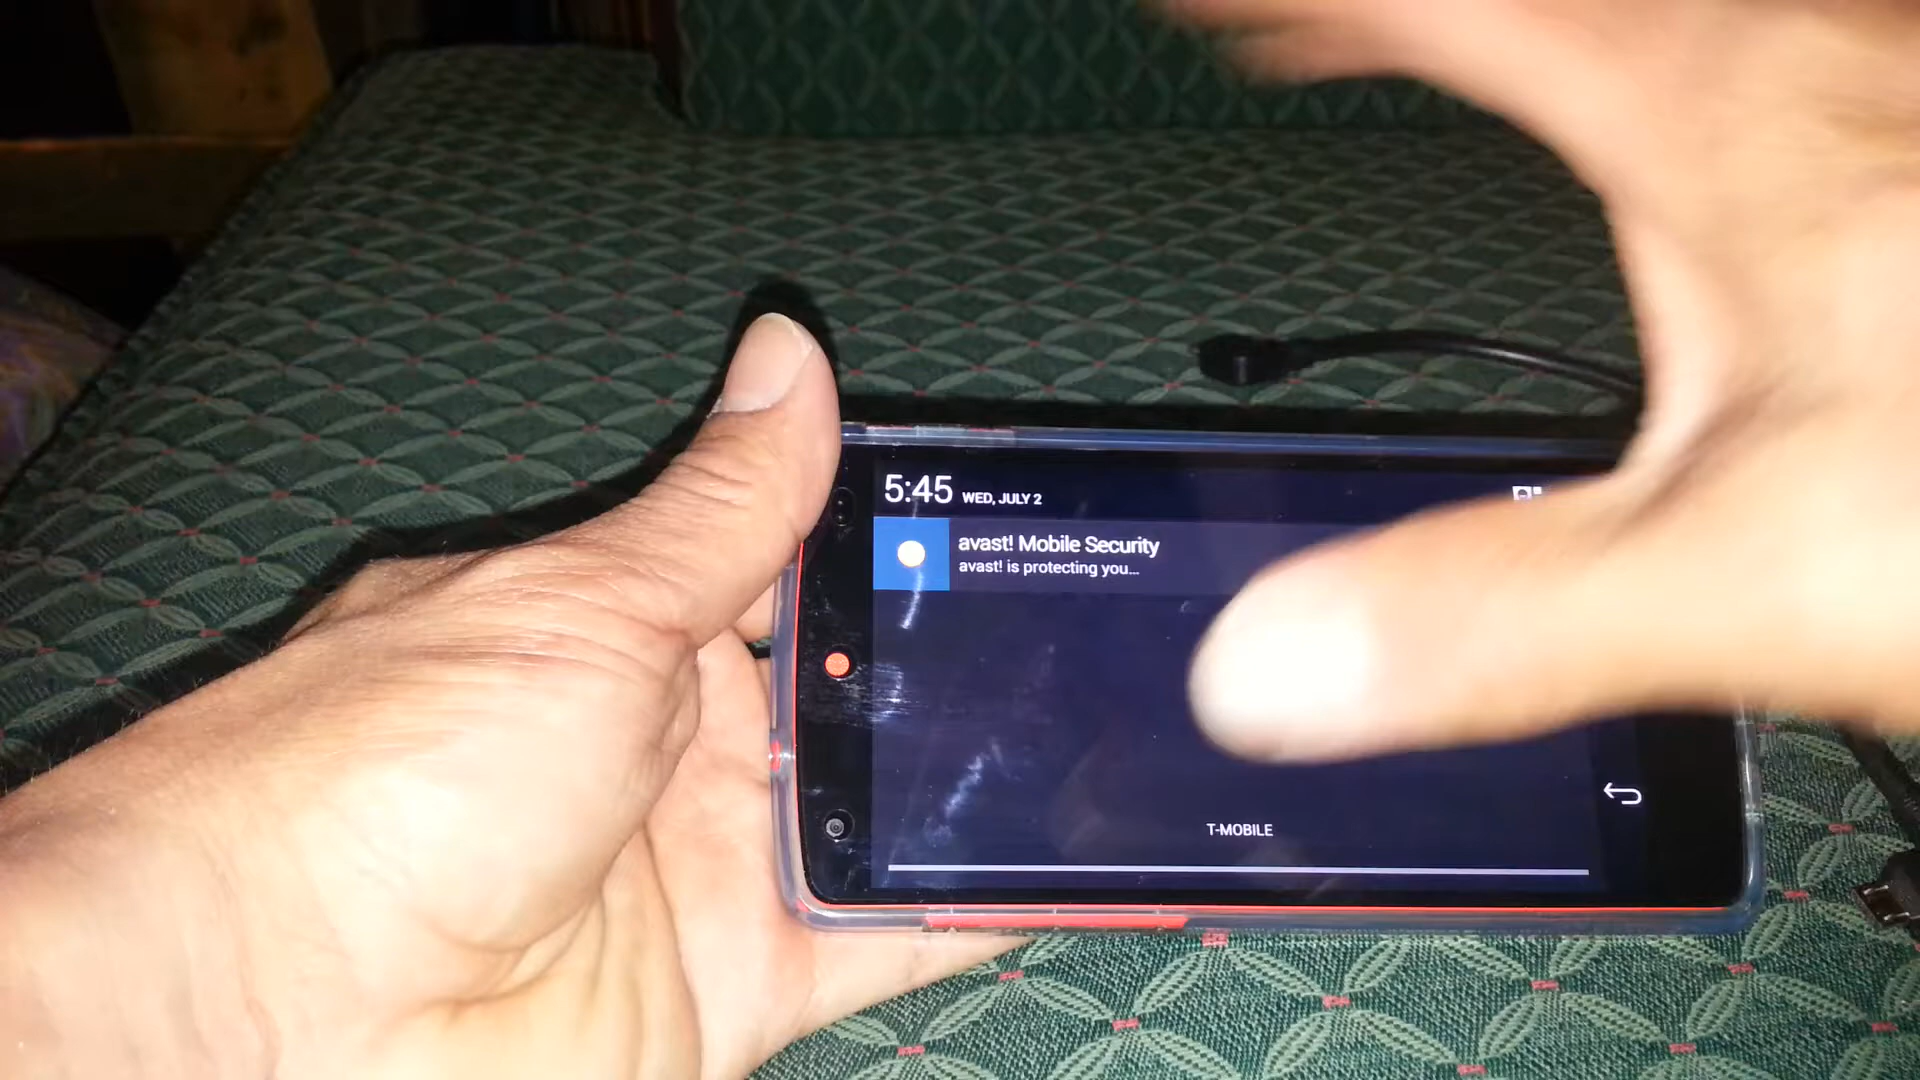 5:45 WED, JULY 2
avast! Mobile Security
avast! is protecting you...
T-MOBILE